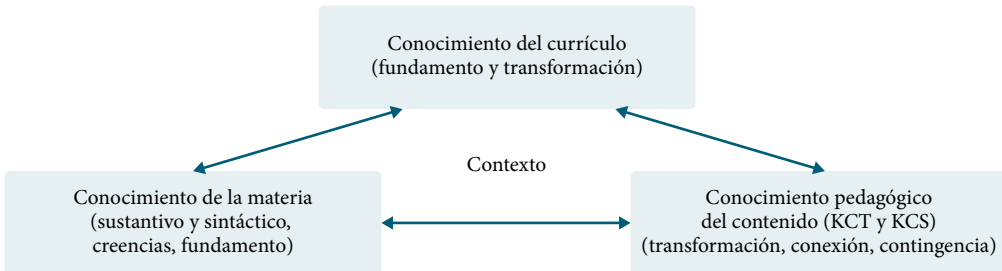 Conocimiento del currículo
(fundamento y transformación)
Contexto
Conocimiento de la materia
(sustantivo y sintáctico,
creencias, fundamento)
Conocimiento pedagógico
del contenido (KCT y KCS)
(transformación, conexión, contingencia)